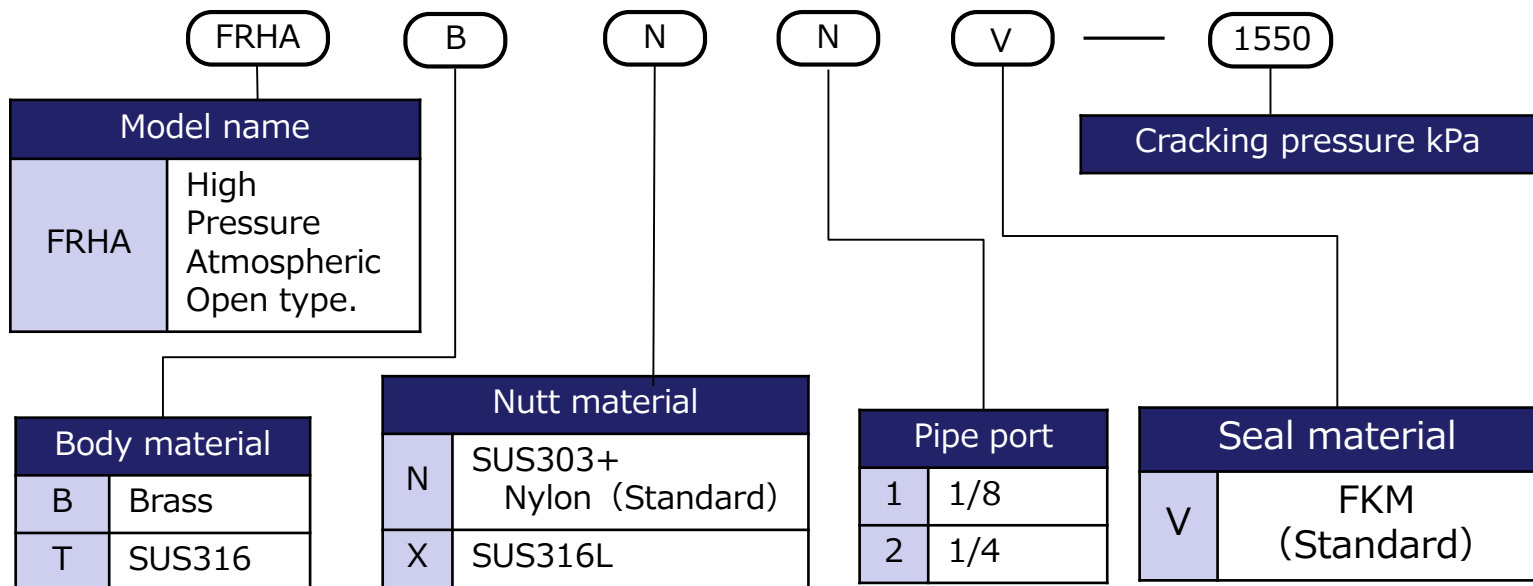 FRHA B N N V — 1550
Model name
FRHA
High
Pressure
Atmospheric
Open type.
Cracking pressure kPa
Body material
B Brass
T SUS316
Nutt material
N
SUS303+
Nylon（Standard）
X SUS316L
Pipe port
1 1/8
2 1/4
Seal material
V
FKM
（Standard）